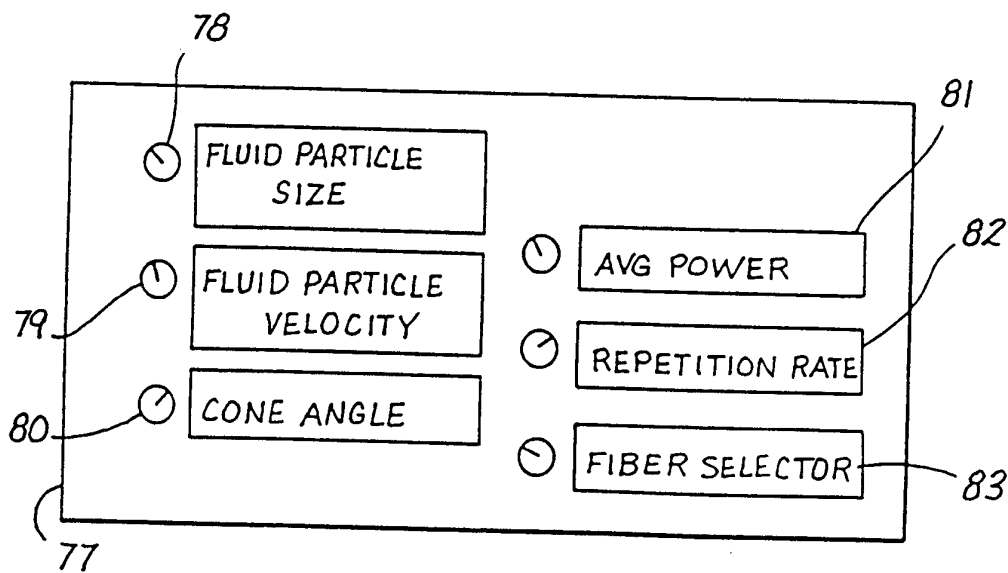 78
81
FLUID PARTICLE
SIZE
82
AVG POWER
FLUID PARTICLE
VELOCITY
79
REPETITION RATE
80
CONE ANGLE
FIBER SELECTOR
83
77